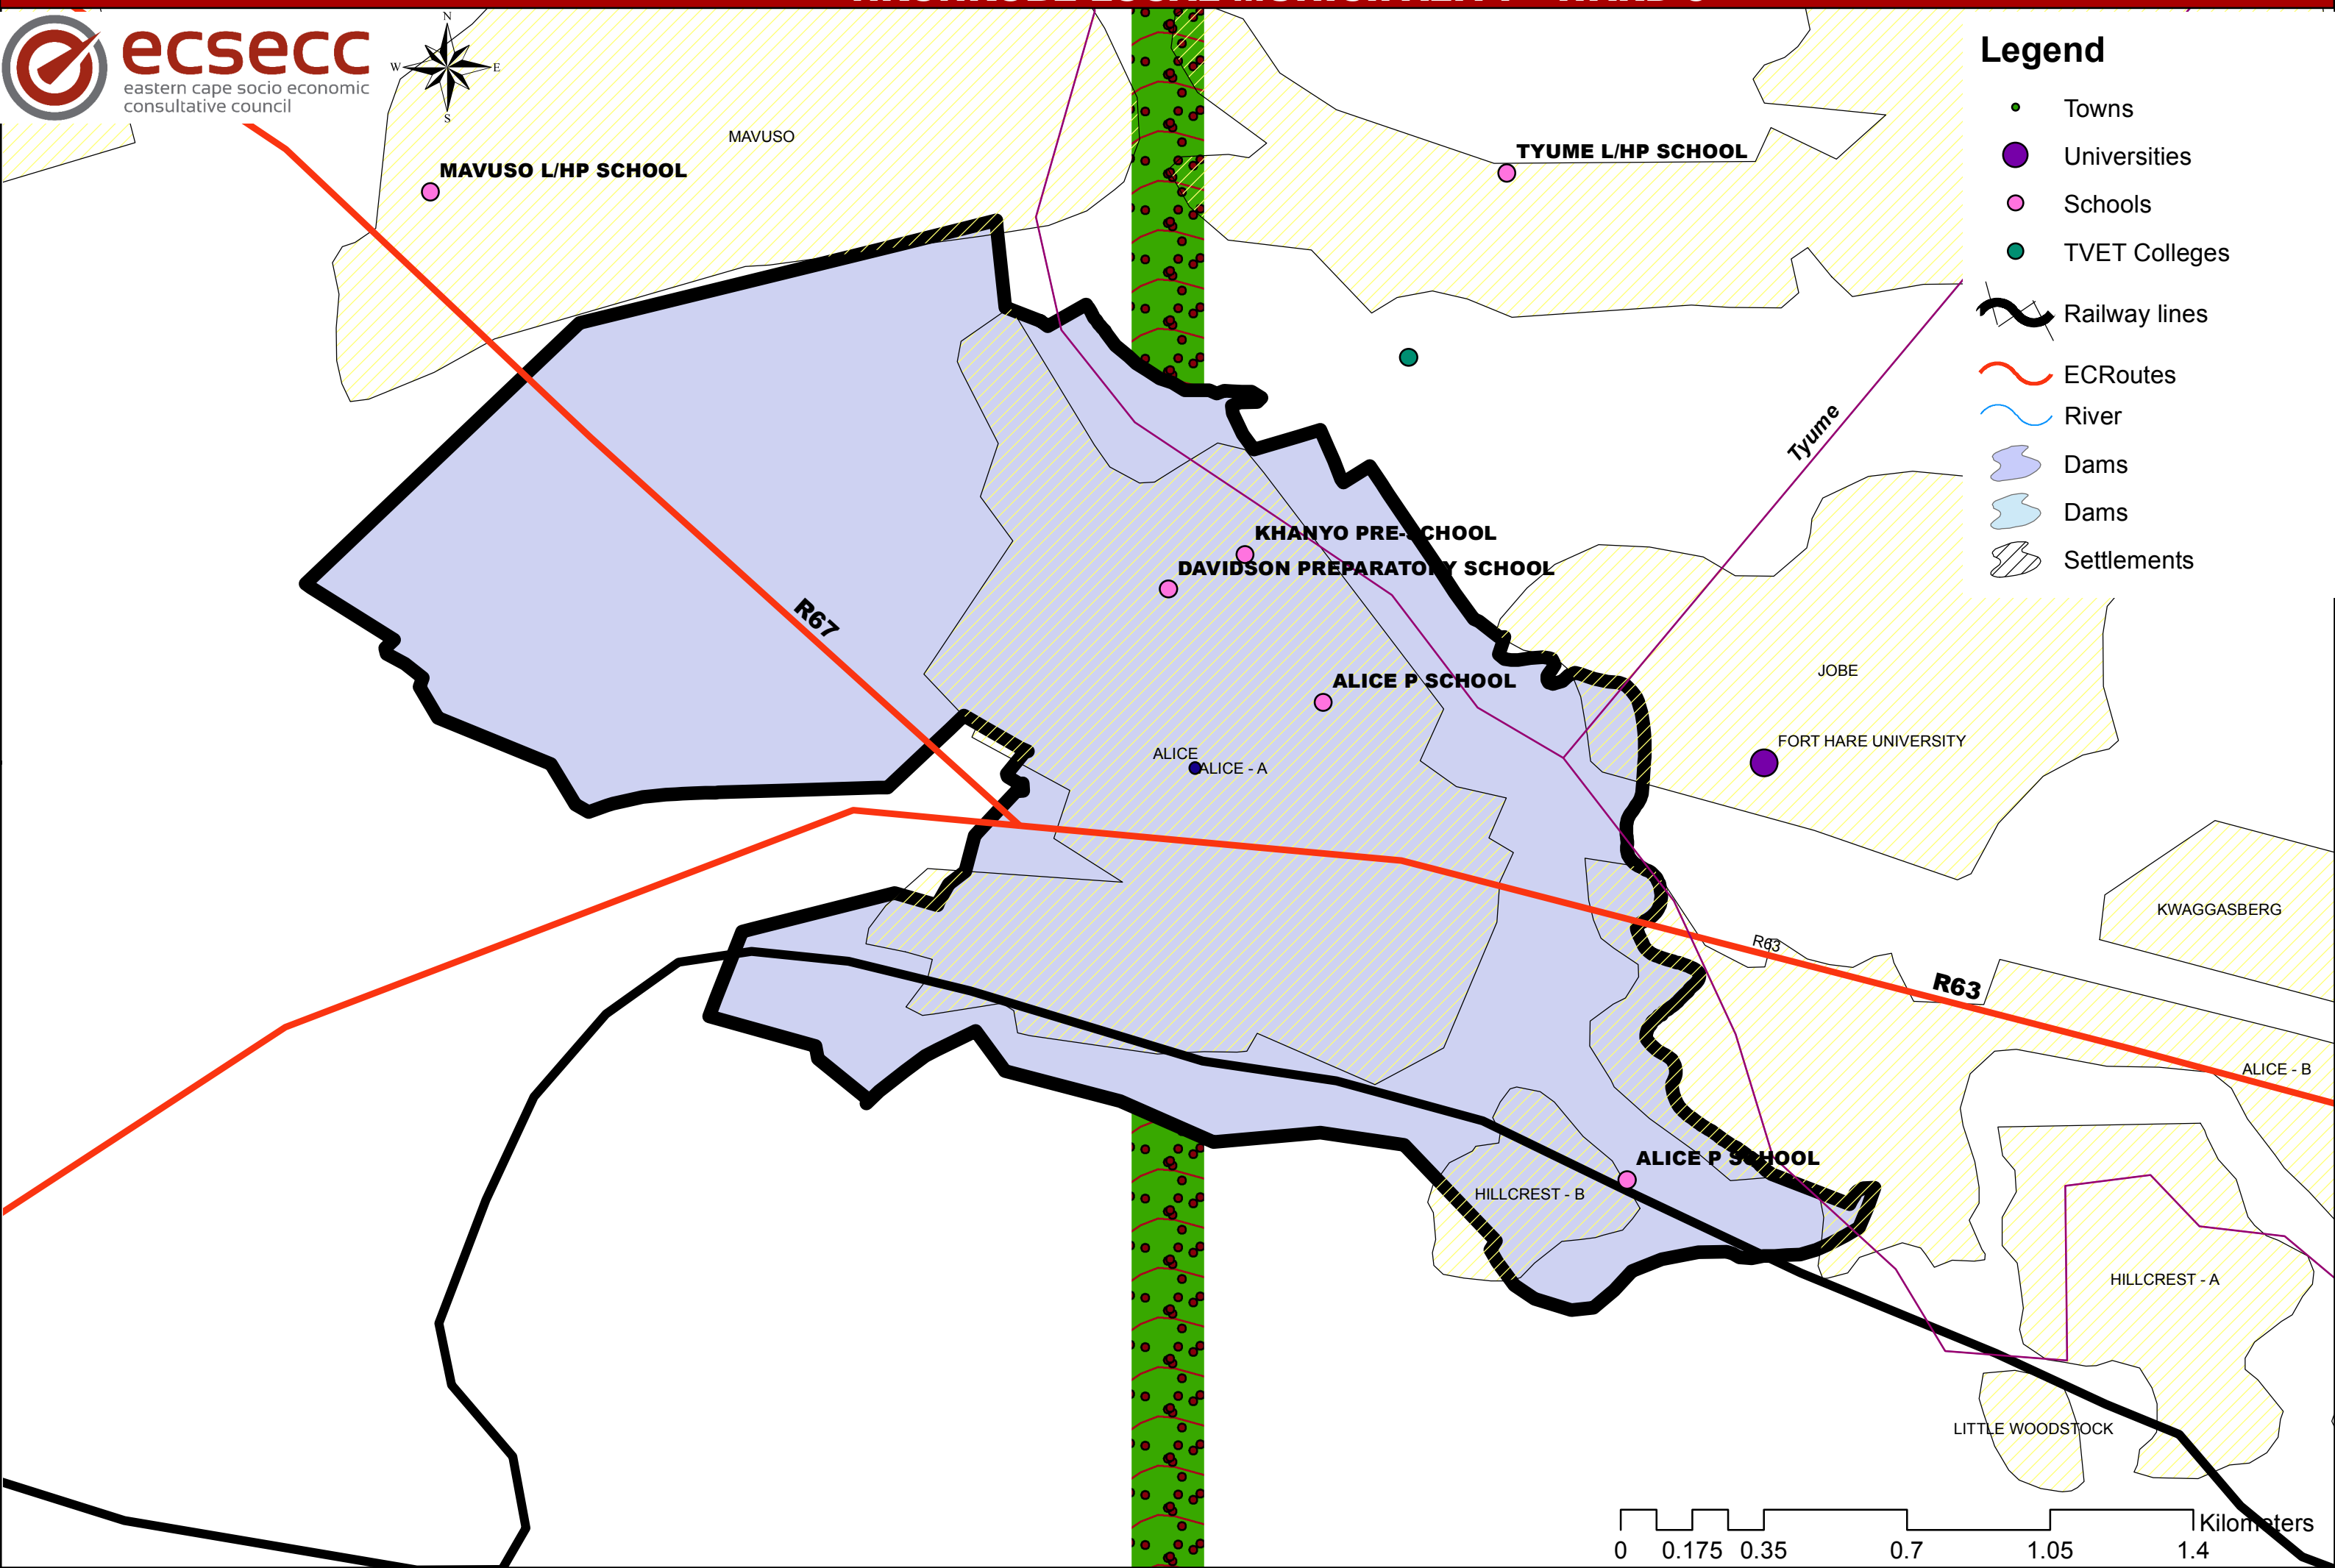 ecsecc
eastern cape socio economic
consultative council
N
W
E
S
MAVUSO
MAVUSO L/HP SCHOOL
TYUME L/HP SCHOOL
Legend
Towns
Universities
Schools
TVET Colleges
Railway lines
ECRoutes
River
Dams
Dams
Settlements
Tyume
KHANYO PRE-SCHOOL
DAVIDSON PREPARATORY SCHOOL
R67
ALICE P SCHOOL
JOBE
FORT HARE UNIVERSITY
ALICE
ALICE - A
KWAGGASBERG
R63
R63
ALICE - B
ALICE P SCHOOL
HILLCREST - B
HILLCREST - A
LITTLE WOODSTOCK
Kilometers
0 0.175 0.35 0.7 1.05 1.4